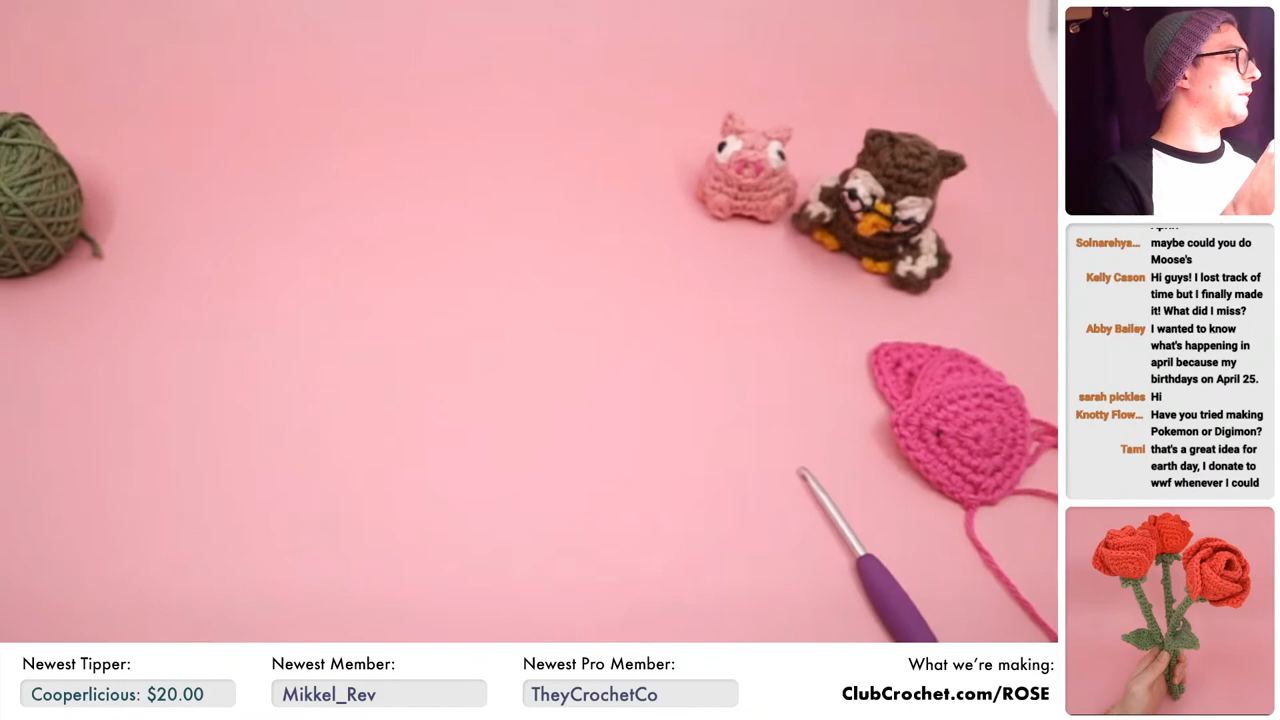 Solnarehya... maybe could you do
Moose's
Kelly Cason Hi guys! I lost track of
time but I finally made
it! What did I miss?
Abby Bailey I wanted to know
what's happening in
april because my
birthdays on April 25.
sarah pickles Hi
Knotty Flow... Have you tried making
Pokemon or Digimon?
Tami that's a great idea for
earth day, I donate to
wwf whenever I could
Newest Tipper:
Cooperlicious: $20.00
Newest Member:
Mikkel_Rev
Newest Pro Member:
TheyCrochetCo
What we're making:
ClubCrochet.com/ROSE